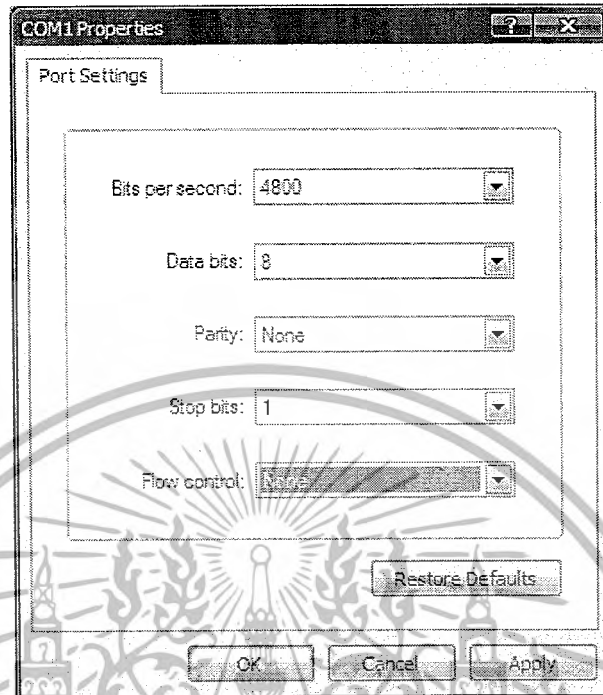 COM1 Properties
Port Settings
Bits per second: 4800
Data bits: 8
Parity: None
Stop bits: 1
Flow control: None
Restore Defaults
OK Cancel Apply